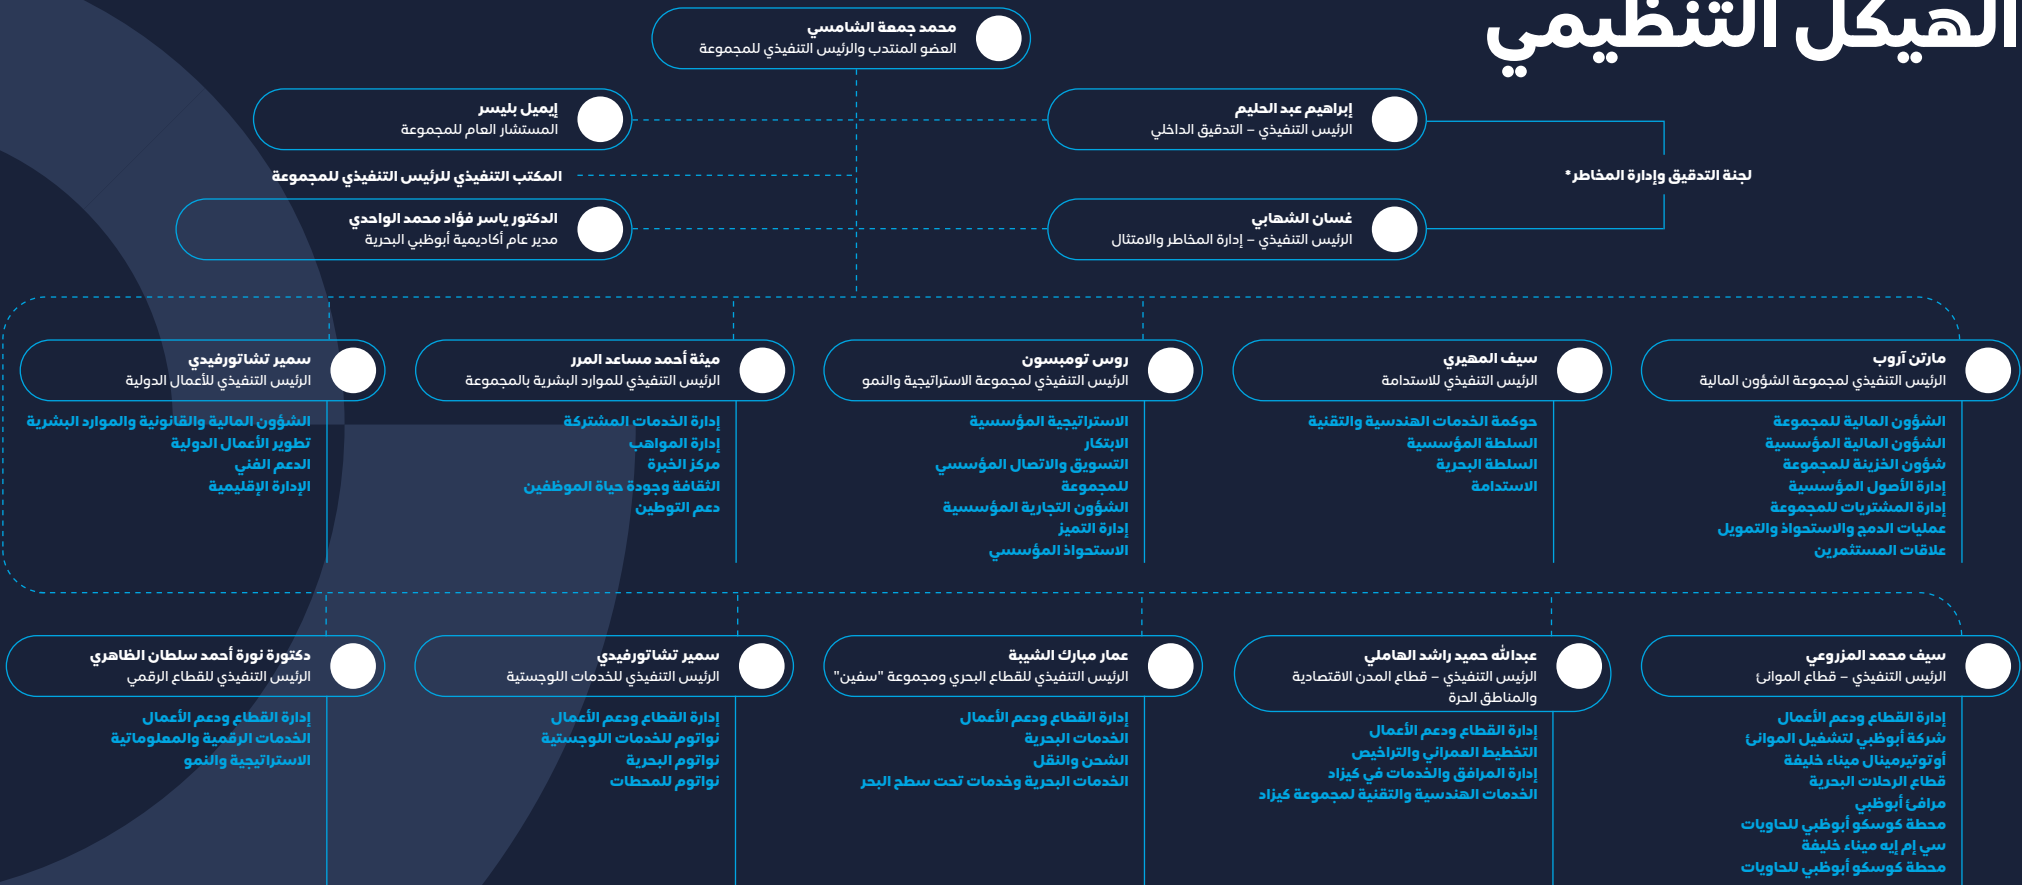 الهيكل التنظيمي
محمد جمعة الشامسي
العضو المنتدب والرئيس التنفيذي للمجموعة
إبراهيم عبد الحليم
الرئيس التنفيذي – التدقيق الداخلي
إيميل بليسر
المستشار العام للمجموعة
لجنة التدقيق وإدارة المخاطر*
المكتب التنفيذي للرئيس التنفيذي للمجموعة
غسان الشهابي
الرئيس التنفيذي – إدارة المخاطر والامتثال
الدكتور ياسر فؤاد محمد الواحدي
مدير عام أكاديمية أبوظبي البحرية
مارتن آروب
الرئيس التنفيذي لمجموعة الشؤون المالية
الشؤون المالية للمجموعة
الشؤون المالية المؤسسية
شؤون الخزينة للمجموعة
إدارة الأصول المؤسسية
إدارة المشتريات للمجموعة
عمليات الدمج والاستحواذ والتمويل
علاقات المستثمرين
سيف المهيري
الرئيس التنفيذي للاستدامة
حوكمة الخدمات الهندسية والتقنية
السلطة المؤسسية
السلطة البحرية
الاستدامة
روس تومبسون
الرئيس التنفيذي لمجموعة الاستراتيجية والنمو
الاستراتيجية المؤسسية
الابتكار
التسويق والاتصال المؤسسي
للمجموعة
الشؤون التجارية المؤسسية
إدارة التميز
الاستحواذ المؤسسي
ميثة أحمد مساعد المرر
الرئيس التنفيذي للموارد البشرية بالمجموعة
إدارة الخدمات المشتركة
إدارة المواهب
مركز الخبرة
الثقافة وجودة حياة الموظفين
دعم التوطين
سمير تشاتورفيدي
الرئيس التنفيذي للأعمال الدولية
الشؤون المالية والقانونية والموارد البشرية
تطوير الأعمال الدولية
الدعم الفني
الإدارة الإقليمية
سيف محمد المزروعي
الرئيس التنفيذي – قطاع الموانئ
إدارة القطاع ودعم الأعمال
شركة أبوظبي لتشغيل الموانئ
أوتوتيرمينال ميناء خليفة
قطاع الرحلات البحرية
مرافئ أبوظبي
محطة كوسكو أبوظبي للحاويات
سي إم إيه ميناء خليفة
محطة كوسكو أبوظبي للحاويات
عبدالله حميد راشد الهاملي
الرئيس التنفيذي – قطاع المدن الاقتصادية
والمناطق الحرة
إدارة القطاع ودعم الأعمال
التخطيط العمراني والتراخيص
إدارة المرافق والخدمات في كيزاد
الخدمات الهندسية والتقنية لمجموعة كيزاد
عمار مبارك الشيبة
الرئيس التنفيذي للقطاع البحري ومجموعة "سفين"
إدارة القطاع ودعم الأعمال
الخدمات البحرية
الشحن والنقل
الخدمات البحرية وخدمات تحت سطح البحر
سمير تشاتورفيدي
الرئيس التنفيذي للخدمات اللوجستية
إدارة القطاع ودعم الأعمال
نواتوم للخدمات اللوجستية
نواتوم البحرية
نواتوم للمحطات
دكتورة نورة أحمد سلطان الظاهري
الرئيس التنفيذي للقطاع الرقمي
إدارة القطاع ودعم الأعمال
الخدمات الرقمية والمعلوماتية
الاستراتيجية والنمو